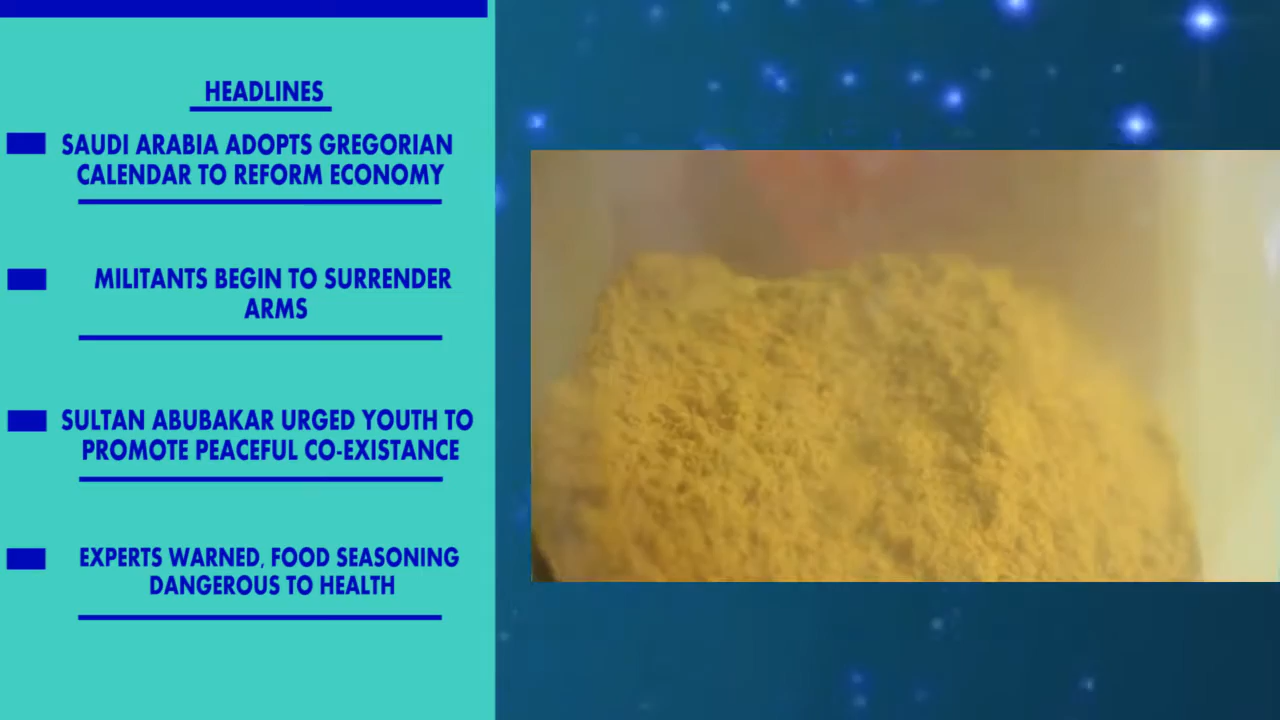 HEADLINES
SAUDI ARABIA ADOPTS GREGORIAN
CALENDAR TO REFORM ECONOMY
MILITANTS BEGIN TO SURRENDER
ARMS
SULTAN ABUBAKAR URGED YOUTH TO
PROMOTE PEACEFUL CO-EXISTANCE
EXPERTS WARNED, FOOD SEASONING
DANGEROUS TO HEALTH